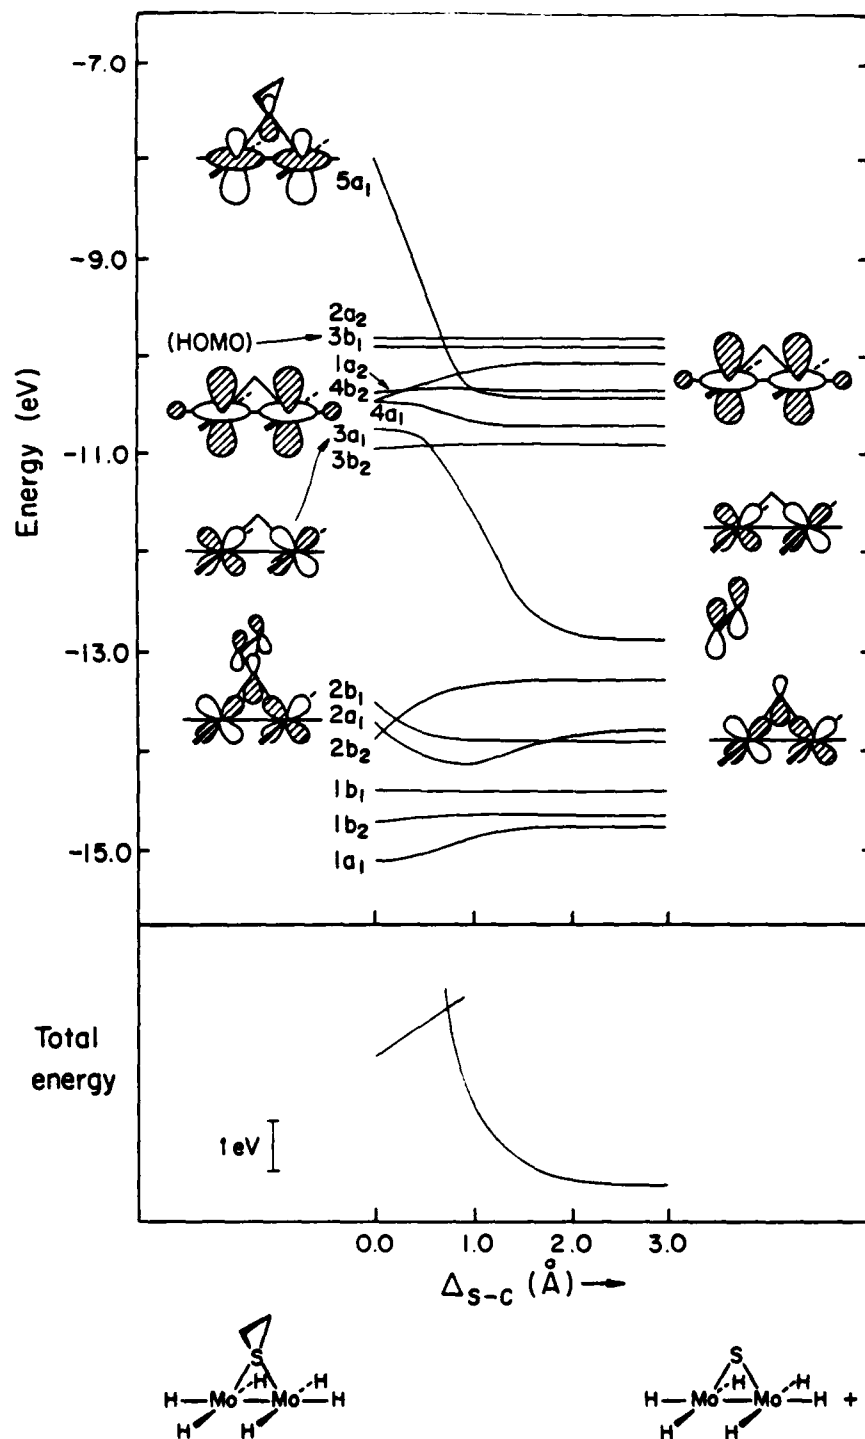 -7.0
5a₁
-9.0
2a₂
(HOMO) 3b₁
1a₂
4b₂
4a₁
3a₁
3b₂
-11.0
Energy (eV)
-13.0
2b₁
2a₁
2b₂
1b₁
1b₂
1a₁
-15.0
Total
energy
1 eV
0.0 1.0 2.0 3.0
Δ_S-C (Å) →
S
H Mo H Mo H H
H H
S
H Mo H Mo H H +
H H